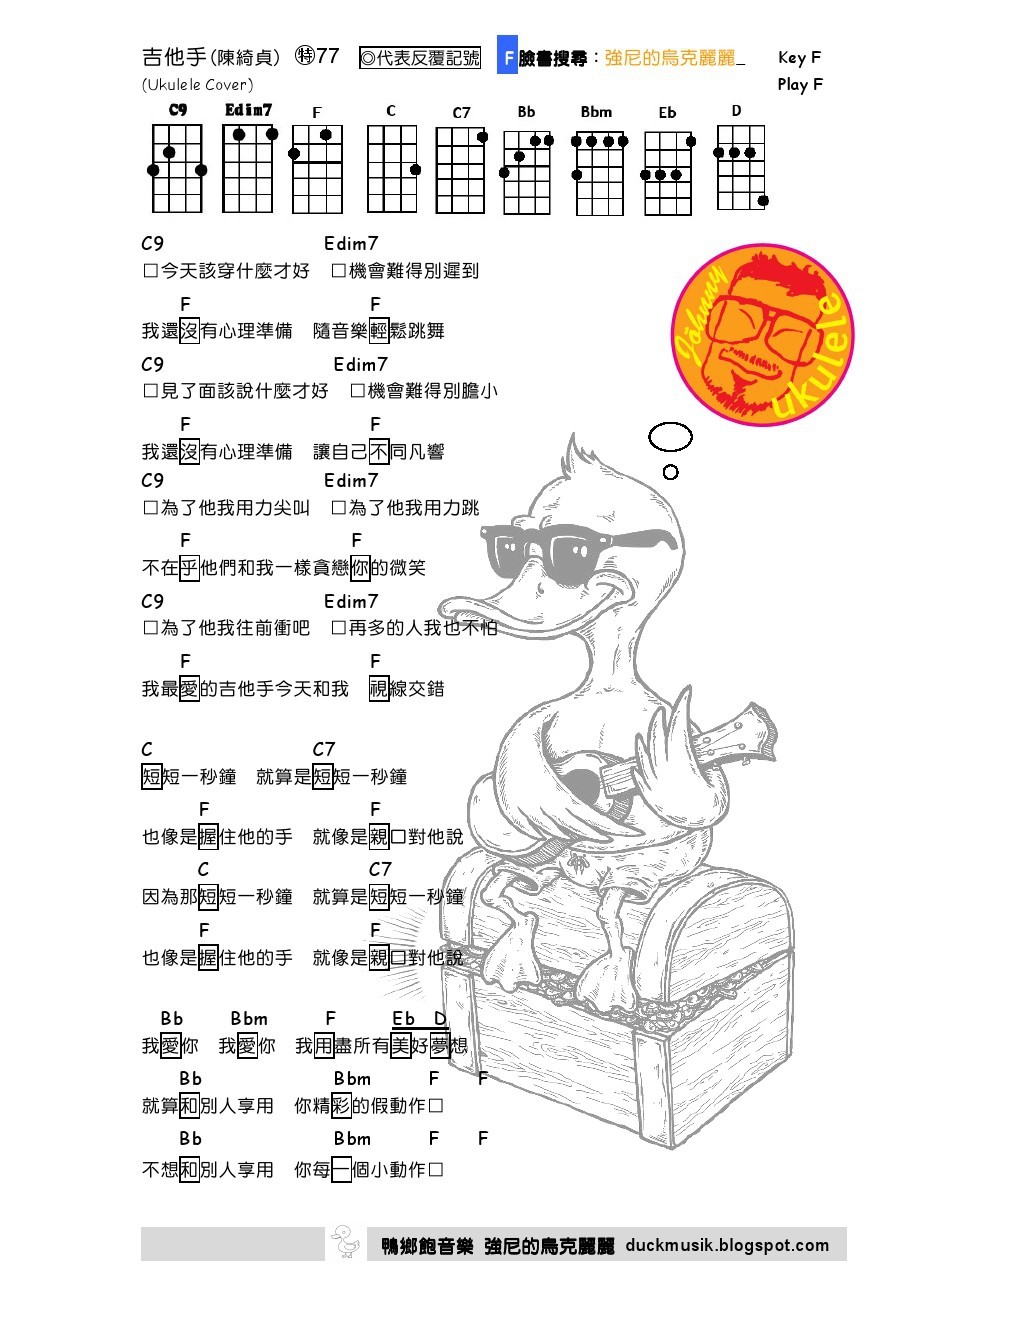 吉他手(陳綺貞) ㊕77 ◎代表反覆記號 F臉書搜尋：強尼的烏克麗麗_ Key F
(Ukulele Cover) Play F
C9 Edim7 F C C7 Bb Bbm Eb D
C9 Edim7
□今天該穿什麼才好 □機會難得別遲到
F F
我還沒有心理準備 隨音樂輕鬆跳舞
C9 Edim7
□見了面該說什麼才好 □機會難得別膽小
F F
我還沒有心理準備 讓自己不同凡響
C9 Edim7
□為了他我用力尖叫 □為了他我用力跳
F F
不在乎他們和我一樣貪戀你的微笑
C9 Edim7
□為了他我往前衝吧 □再多的人我也不怕
F F
我最愛的吉他手今天和我 視線交錯
Johnny ukulele
C C7
短短一秒鐘 就算是短短一秒鐘
F F
也像是握住他的手 就像是親口對他說
C C7
因為那短短一秒鐘 就算是短短一秒鐘
F F
也像是握住他的手 就像是親口對他說
Bb Bbm F Eb D
我愛你 我愛你 我用盡所有美好夢想
Bb Bbm F F
就算和別人享用 你精彩的假動作□
Bb Bbm F F
不想和別人享用 你每一個小動作□
鴨鄉飽音樂 強尼的烏克麗麗 duckmusik.blogspot.com